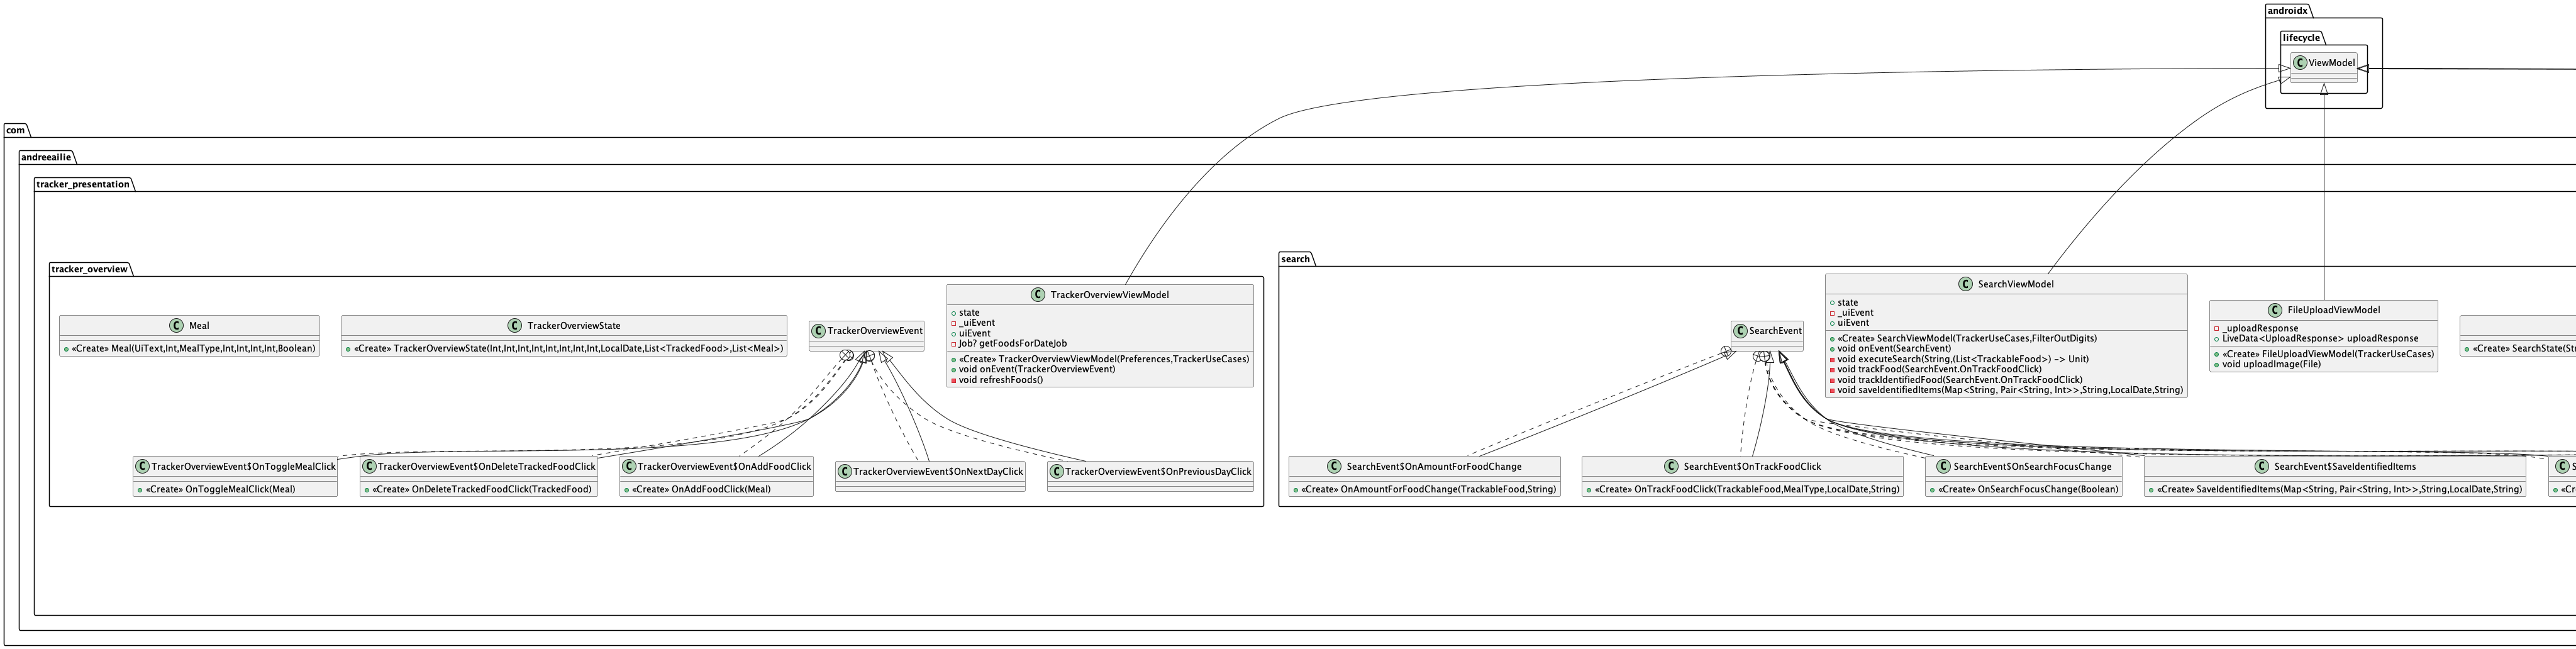 androidx
lifecycle
C ViewModel
com
andreeailie
tracker_presentation
search
tracker_overview
C Meal
«Create» Meal(UiText,Int,MealType,Int,Int,Int,Int,Boolean)
C TrackerOverviewState
«Create» TrackerOverviewState(Int,Int,Int,Int,Int,Int,Int,Int,LocalDate,List<TrackedFood>,List<Meal>)
C TrackerOverviewEvent
C TrackerOverviewViewModel
state
_uiEvent
uiEvent
Job? getFoodsForDateJob
«Create» TrackerOverviewViewModel(Preferences,TrackerUseCases)
void onEvent(TrackerOverviewEvent)
void refreshFoods()
C SearchEvent
C SearchViewModel
state
_uiEvent
uiEvent
«Create» SearchViewModel(TrackerUseCases,FilterOutDigits)
void onEvent(SearchEvent)
void executeSearch(String,(List<TrackableFood>) -> Unit)
void trackFood(SearchEvent.OnTrackFoodClick)
void trackIdentifiedFood(SearchEvent.OnTrackFoodClick)
void saveIdentifiedItems(Map<String, Pair<String, Int>>,String,LocalDate,String)
C FileUploadViewModel
_uploadResponse
LiveData<UploadResponse> uploadResponse
«Create» FileUploadViewModel(TrackerUseCases)
void uploadImage(File)
«Create» SearchState(Str
C TrackerOverviewEvent$OnToggleMealClick
«Create» OnToggleMealClick(Meal)
C TrackerOverviewEvent$OnDeleteTrackedFoodClick
«Create» OnDeleteTrackedFoodClick(TrackedFood)
C TrackerOverviewEvent$OnAddFoodClick
«Create» OnAddFoodClick(Meal)
C TrackerOverviewEvent$OnNextDayClick
C TrackerOverviewEvent$OnPreviousDayClick
C SearchEvent$OnAmountForFoodChange
«Create» OnAmountForFoodChange(TrackableFood,String)
C SearchEvent$OnTrackFoodClick
«Create» OnTrackFoodClick(TrackableFood,MealType,LocalDate,String)
C SearchEvent$OnSearchFocusChange
«Create» OnSearchFocusChange(Boolean)
C SearchEvent$SaveIdentifiedItems
«Create» SaveIdentifiedItems(Map<String, Pair<String, Int>>,String,LocalDate,String)
C S
«Cr